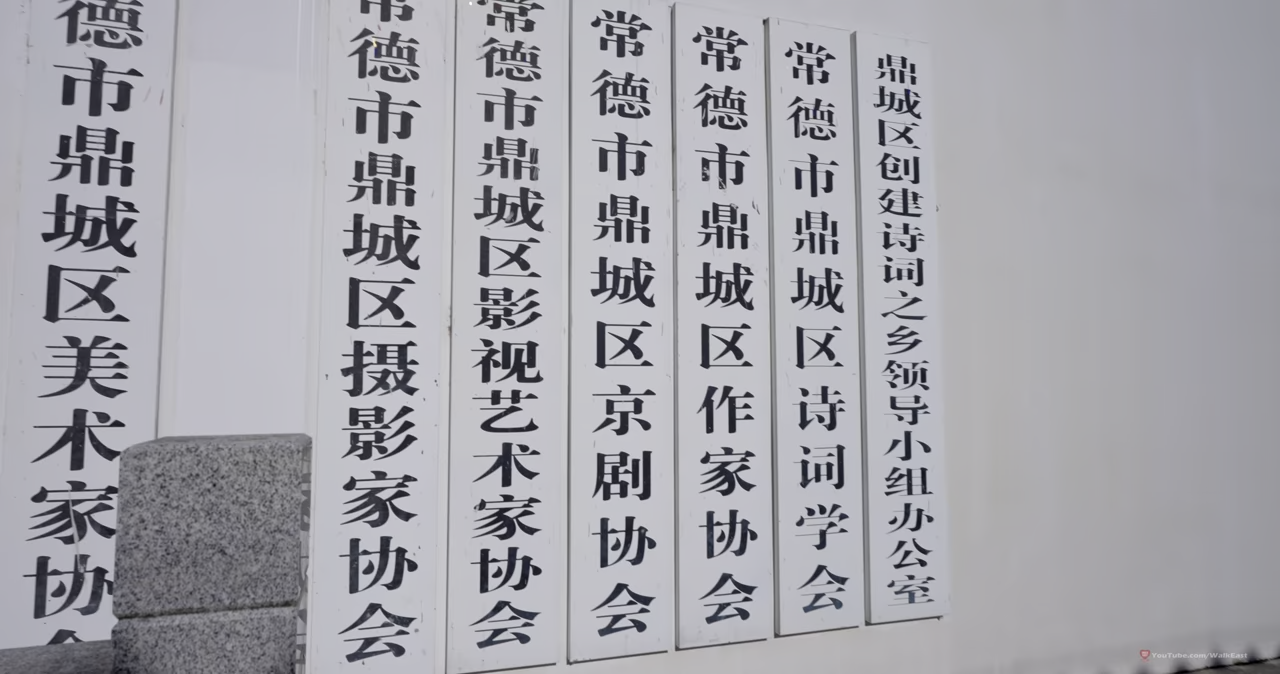 德市鼎城区美术家协会
常德市鼎城区摄影家协会
常德市鼎城区影视艺术家协会
常德市鼎城区京剧协会
常德市鼎城区作家协会
常德市鼎城区诗词学会
鼎城区创建诗词之乡领导小组办公室
YouTube.com/WalkEast